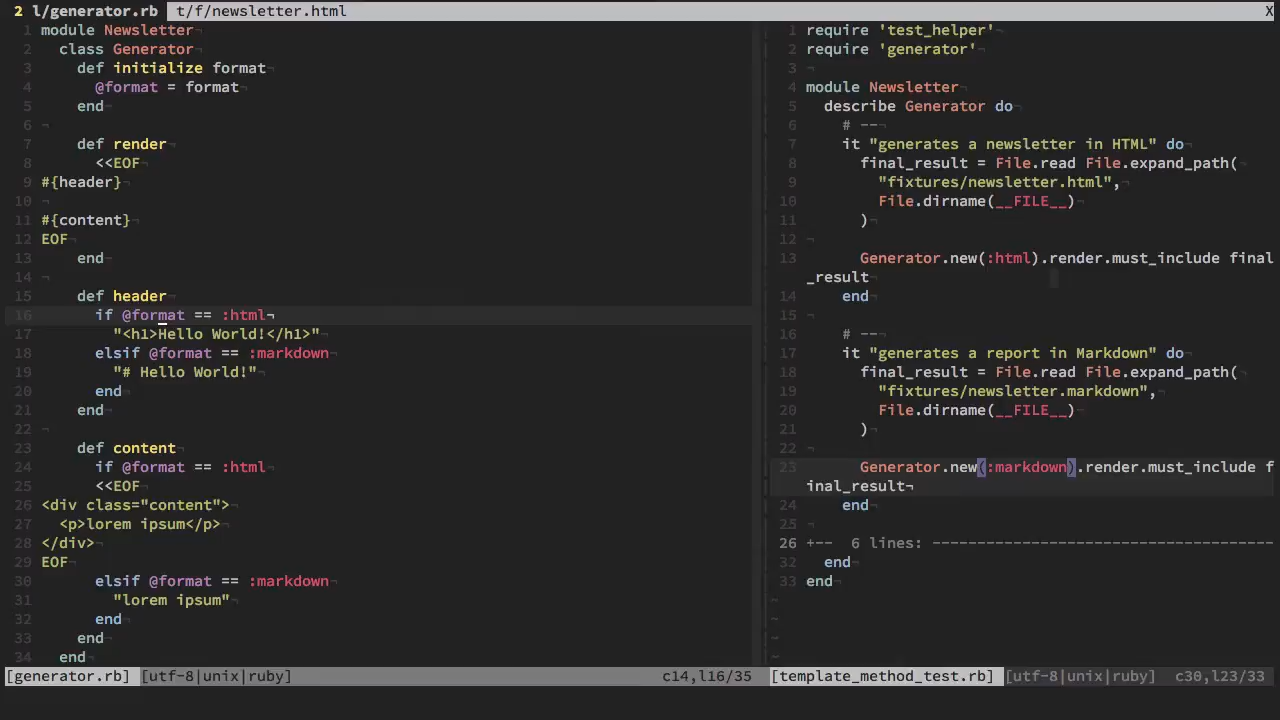 2 l/generator.rb t/f/newsletter.html X
1 module Newsletter¬
2   class Generator¬
3     def initialize format¬
4       @format = format¬
5     end¬
6 ¬
7     def render¬
8       <<EOF¬
9 #{header}¬
10 ¬
11 #{content}¬
12 EOF¬
13     end¬
14 ¬
15     def header¬
16       if @format == :html¬
17         "<h1>Hello World!</h1>"¬
18       elsif @format == :markdown¬
19         "# Hello World!"¬
20       end¬
21     end¬
22 ¬
23     def content¬
24       if @format == :html¬
25       <<EOF¬
26 <div class="content">¬
27   <p>lorem ipsum</p>¬
28 </div>¬
29 EOF¬
30       elsif @format == :markdown¬
31         "lorem ipsum"¬
32       end¬
33     end¬
34   end¬
[generator.rb] [utf-8|unix|ruby] c14,l16/35
1 require 'test_helper'¬
2 require 'generator'¬
3 ¬
4 module Newsletter¬
5   describe Generator do¬
6     # --¬
7     it "generates a newsletter in HTML" do¬
8       final_result = File.read File.expand_path(¬
9         "fixtures/newsletter.html",¬
10         File.dirname(__FILE__)¬
11       )¬
12 ¬
13       Generator.new(:html).render.must_include final
_result¬
14     end¬
15 ¬
16     # --¬
17     it "generates a report in Markdown" do¬
18       final_result = File.read File.expand_path(¬
19         "fixtures/newsletter.markdown",¬
20         File.dirname(__FILE__)¬
21       )¬
22 ¬
23       Generator.new(:markdown).render.must_include f
inal_result¬
24     end¬
25 ¬
26 +--  6 lines: --------------------------------------
32   end¬
33 end¬
[template_method_test.rb] [utf-8|unix|ruby] c30,l23/33